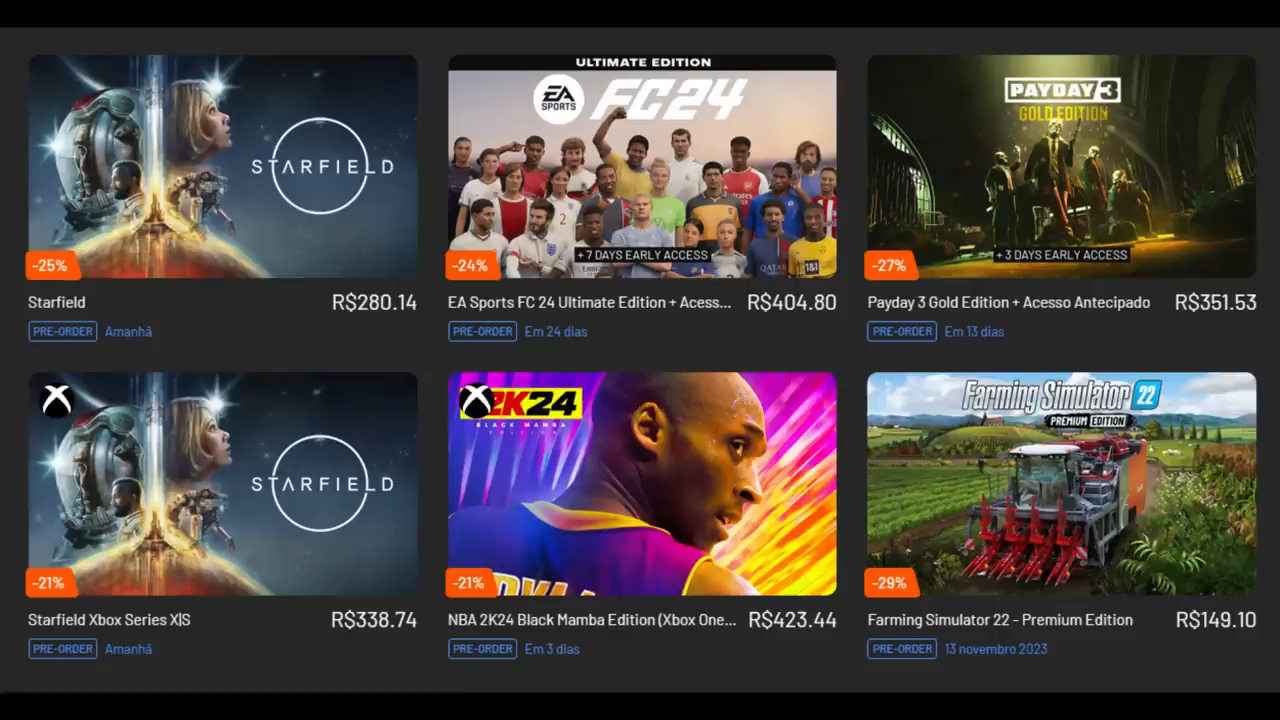 STARFIELD
-25%
Starfield
R$280.14
PRE-ORDER
Amanhã
ULTIMATE EDITION
EA SPORTS FC 24
+ 7 DAYS EARLY ACCESS
-24%
EA Sports FC 24 Ultimate Edition + Acess...
R$404.80
PRE-ORDER
Em 24 dias
PAYDAY 3
GOLD EDITION
+ 3 DAYS EARLY ACCESS
-27%
Payday 3 Gold Edition + Acesso Antecipado
R$351.53
PRE-ORDER
Em 13 dias
STARFIELD
-21%
Starfield Xbox Series X|S
R$338.74
PRE-ORDER
Amanhã
2K24
BLACK MAMBA
EDITION
-21%
NBA 2K24 Black Mamba Edition (Xbox One...
R$423.44
PRE-ORDER
Em 3 dias
Farming Simulator 22
PREMIUM EDITION
-29%
Farming Simulator 22 - Premium Edition
R$149.10
PRE-ORDER
13 novembro 2023